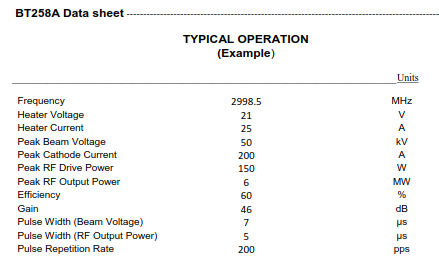 BT258A Data sheet
TYPICAL OPERATION
(Example)
Units
Frequency 2998.5 MHz
Heater Voltage 21 V
Heater Current 25 A
Peak Beam Voltage 50 kV
Peak Cathode Current 200 A
Peak RF Drive Power 150 W
Peak RF Output Power 6 MW
Efficiency 60 %
Gain 46 dB
Pulse Width (Beam Voltage) 7 µs
Pulse Width (RF Output Power) 5 µs
Pulse Repetition Rate 200 pps